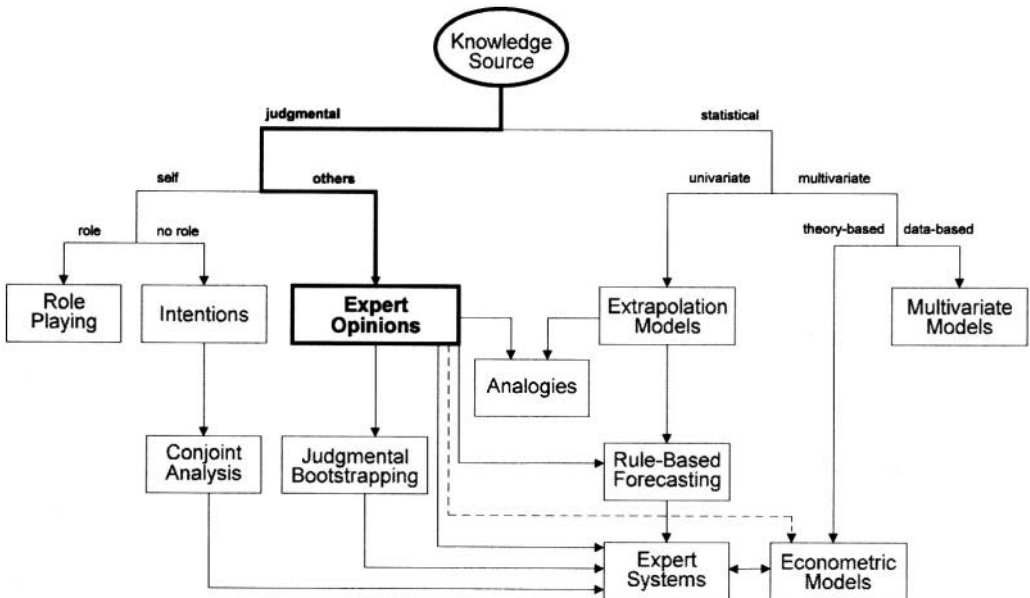 Knowledge
Source
judgmental
statistical
self
others
univariate
multivariate
role
no role
theory-based
data-based
Role
Playing
Intentions
Expert
Opinions
Extrapolation
Models
Multivariate
Models
Analogies
Conjoint
Analysis
Judgmental
Bootstrapping
Rule-Based
Forecasting
Expert
Systems
Econometric
Models